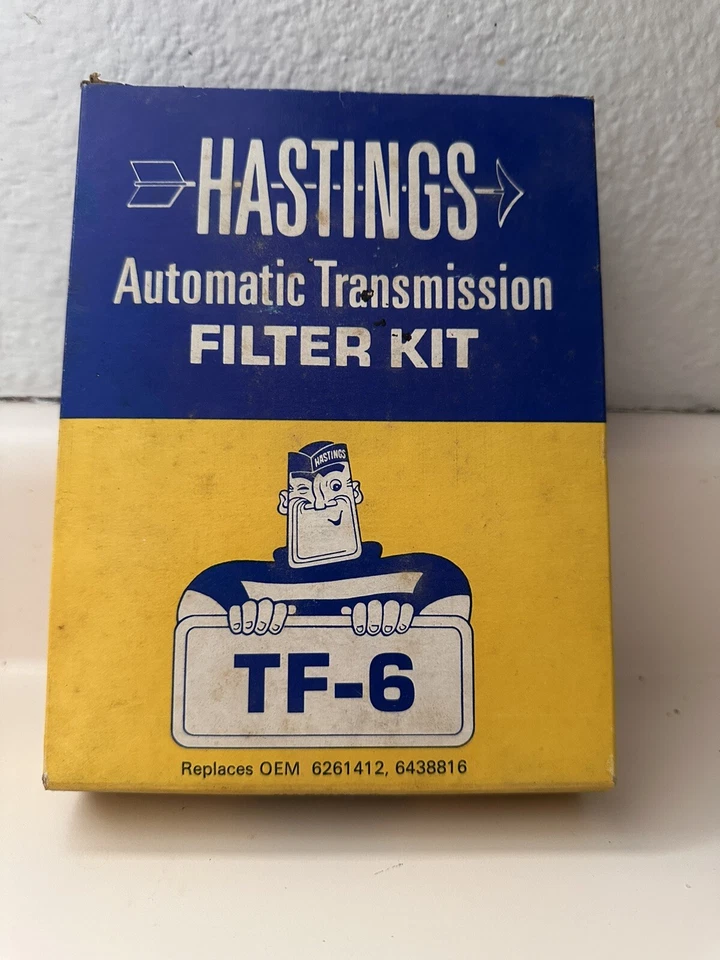 HASTINGS
Automatic Transmission
FILTER KIT
HASTINGS
TF-6
Replaces OEM 6261412, 6438816